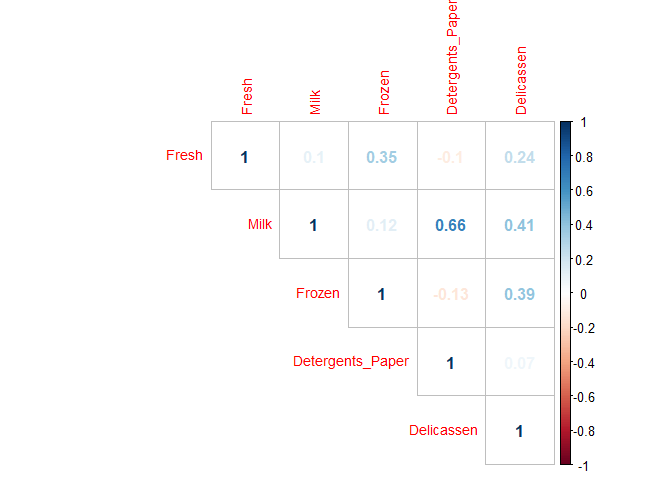 Fresh
Milk
Frozen
Detergents_Paper
Delicassen
Fresh 1 0.1 0.35 -0.1 0.24
Milk 1 0.12 0.66 0.41
Frozen 1 -0.13 0.39
Detergents_Paper 1 0.07
Delicassen 1
1
0.8
0.6
0.4
0.2
0
-0.2
-0.4
-0.6
-0.8
-1